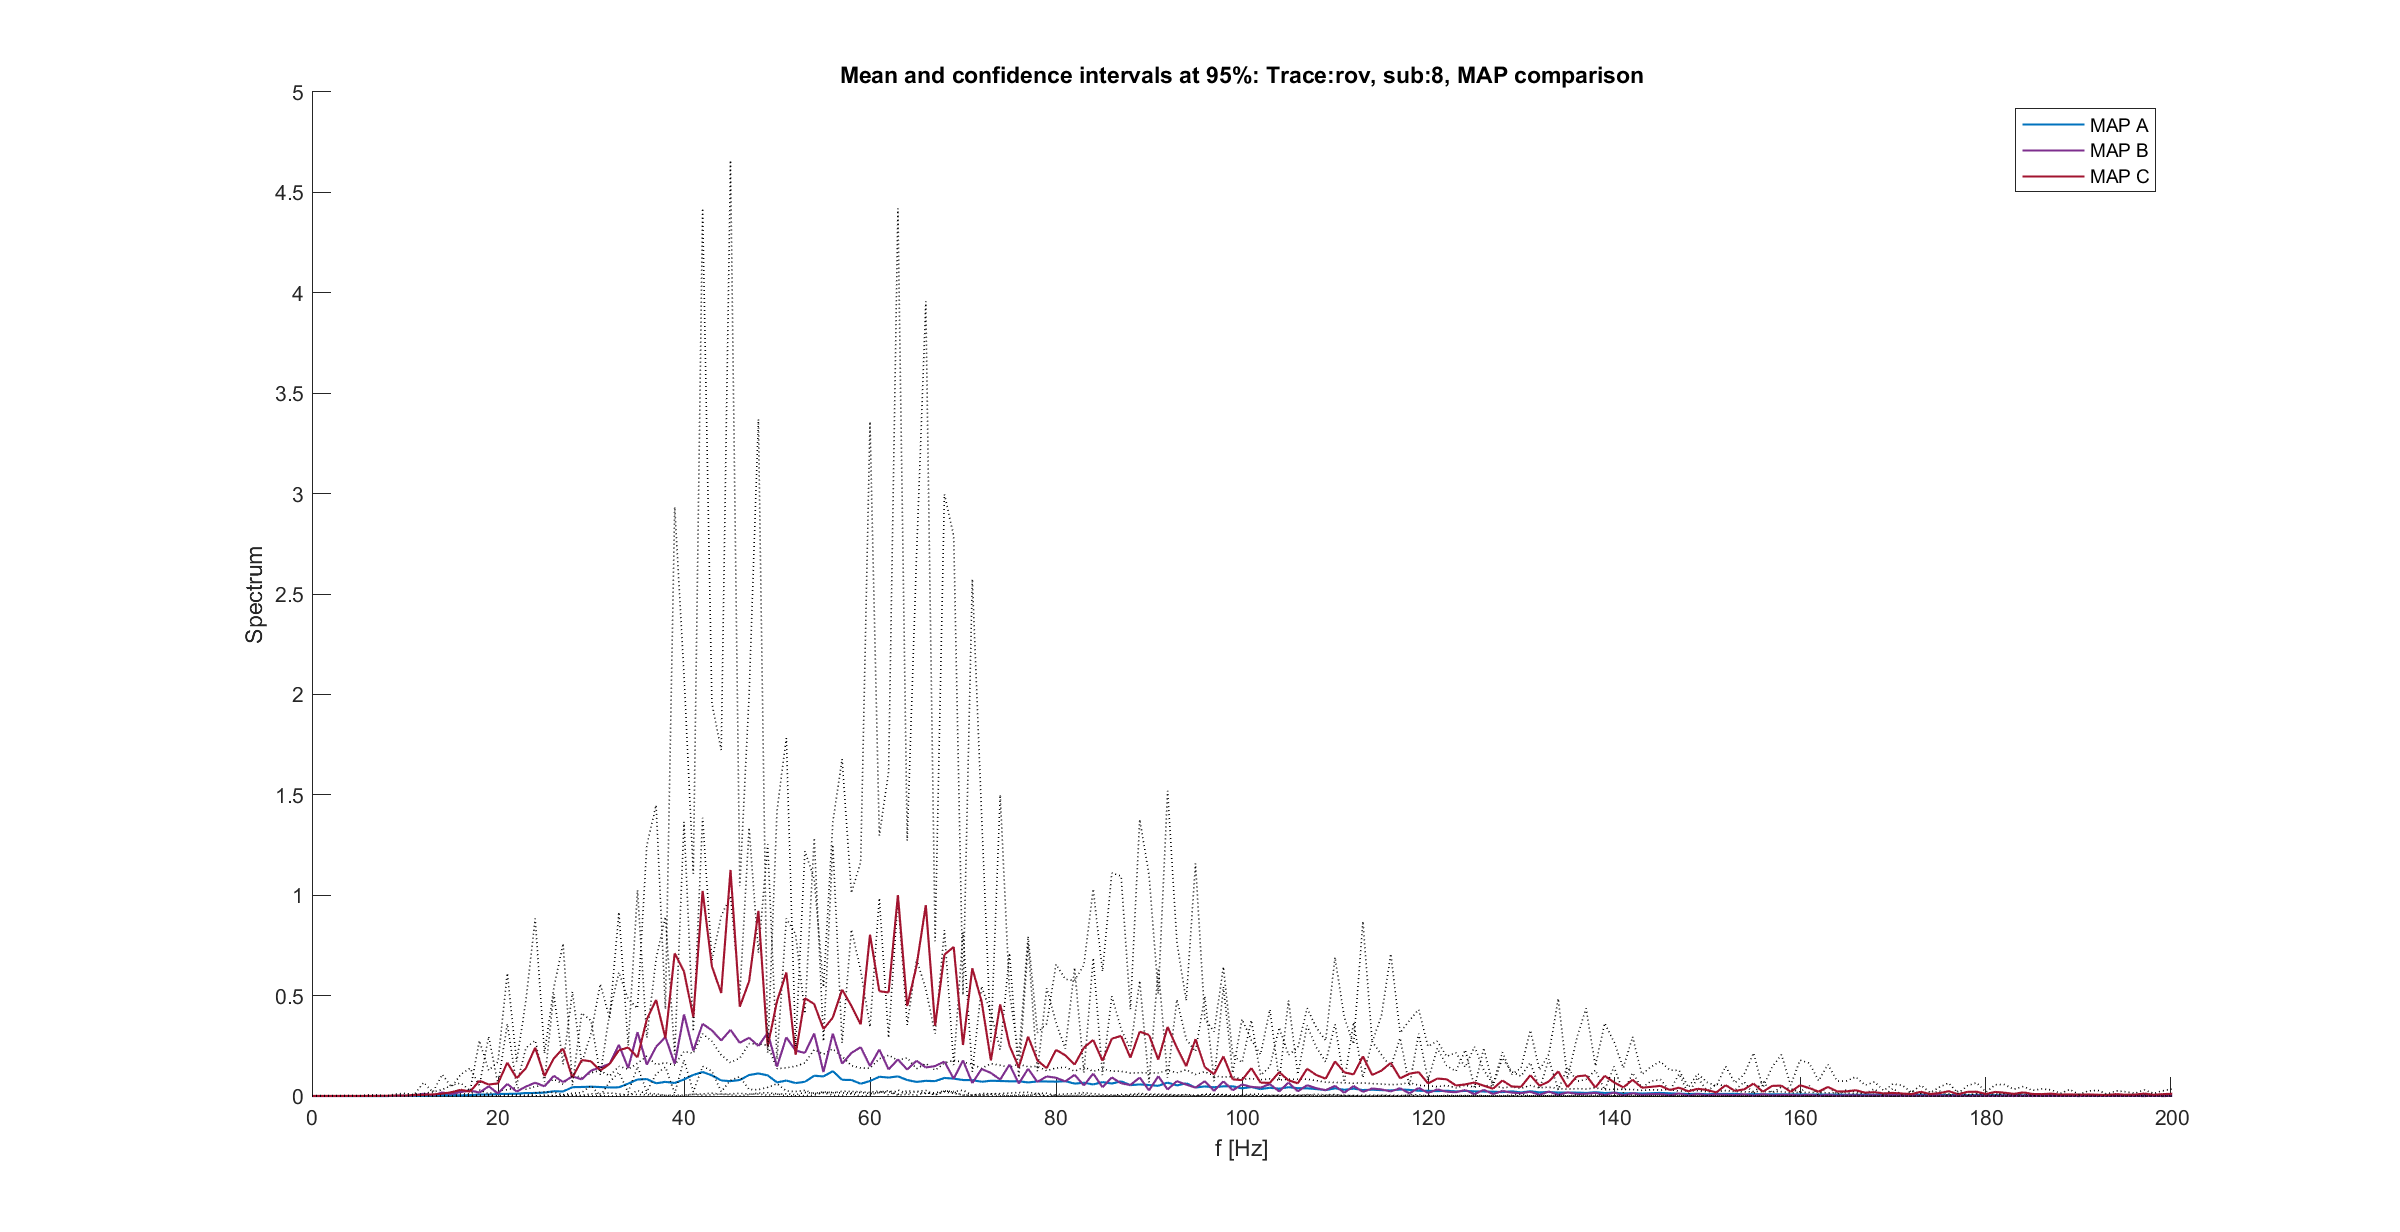 Mean and confidence intervals at 95%: Trace:rov, sub:8, MAP comparison
MAP A
MAP B
MAP C
5
4.5
4
3.5
3
2.5
2
1.5
1
0.5
0
Spectrum
0 20 40 60 80 100 120 140 160 180 200
f [Hz]